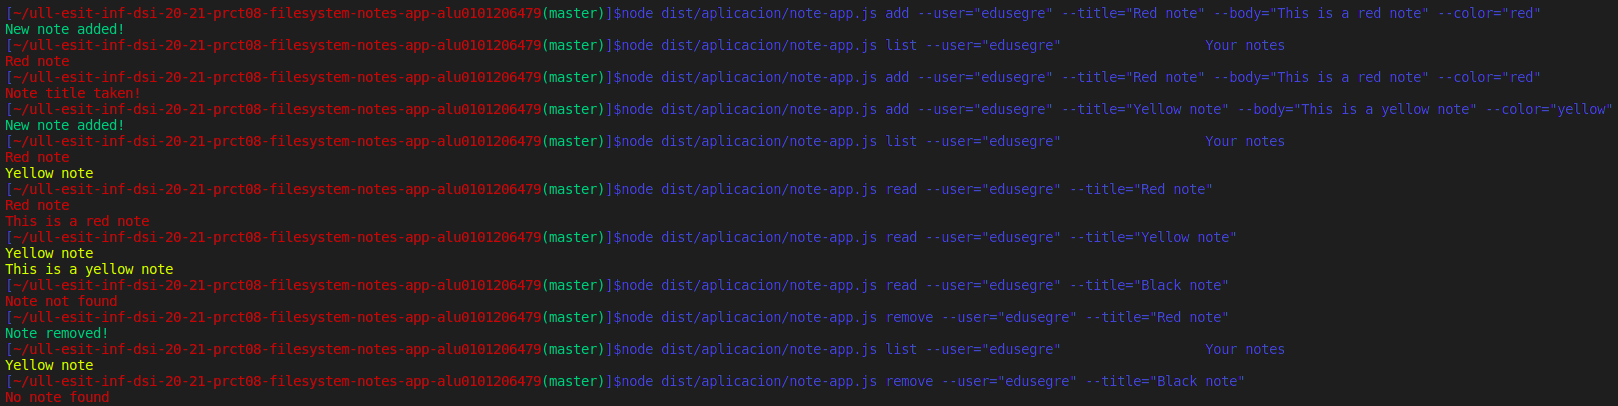 [~/ull-esit-inf-dsi-20-21-prct08-filesystem-notes-app-alu0101206479(master)]$node dist/aplicacion/note-app.js add --user="edusegre" --title="Red note" --body="This is a red note" --color="red"
New note added!
[~/ull-esit-inf-dsi-20-21-prct08-filesystem-notes-app-alu0101206479(master)]$node dist/aplicacion/note-app.js list --user="edusegre"                  Your notes
Red note
[~/ull-esit-inf-dsi-20-21-prct08-filesystem-notes-app-alu0101206479(master)]$node dist/aplicacion/note-app.js add --user="edusegre" --title="Red note" --body="This is a red note" --color="red"
Note title taken!
[~/ull-esit-inf-dsi-20-21-prct08-filesystem-notes-app-alu0101206479(master)]$node dist/aplicacion/note-app.js add --user="edusegre" --title="Yellow note" --body="This is a yellow note" --color="yellow"
New note added!
[~/ull-esit-inf-dsi-20-21-prct08-filesystem-notes-app-alu0101206479(master)]$node dist/aplicacion/note-app.js list --user="edusegre"                  Your notes
Red note
Yellow note
[~/ull-esit-inf-dsi-20-21-prct08-filesystem-notes-app-alu0101206479(master)]$node dist/aplicacion/note-app.js read --user="edusegre" --title="Red note"
Red note
This is a red note
[~/ull-esit-inf-dsi-20-21-prct08-filesystem-notes-app-alu0101206479(master)]$node dist/aplicacion/note-app.js read --user="edusegre" --title="Yellow note"
Yellow note
This is a yellow note
[~/ull-esit-inf-dsi-20-21-prct08-filesystem-notes-app-alu0101206479(master)]$node dist/aplicacion/note-app.js read --user="edusegre" --title="Black note"
Note not found
[~/ull-esit-inf-dsi-20-21-prct08-filesystem-notes-app-alu0101206479(master)]$node dist/aplicacion/note-app.js remove --user="edusegre" --title="Red note"
Note removed!
[~/ull-esit-inf-dsi-20-21-prct08-filesystem-notes-app-alu0101206479(master)]$node dist/aplicacion/note-app.js list --user="edusegre"                  Your notes
Yellow note
[~/ull-esit-inf-dsi-20-21-prct08-filesystem-notes-app-alu0101206479(master)]$node dist/aplicacion/note-app.js remove --user="edusegre" --title="Black note"
No note found